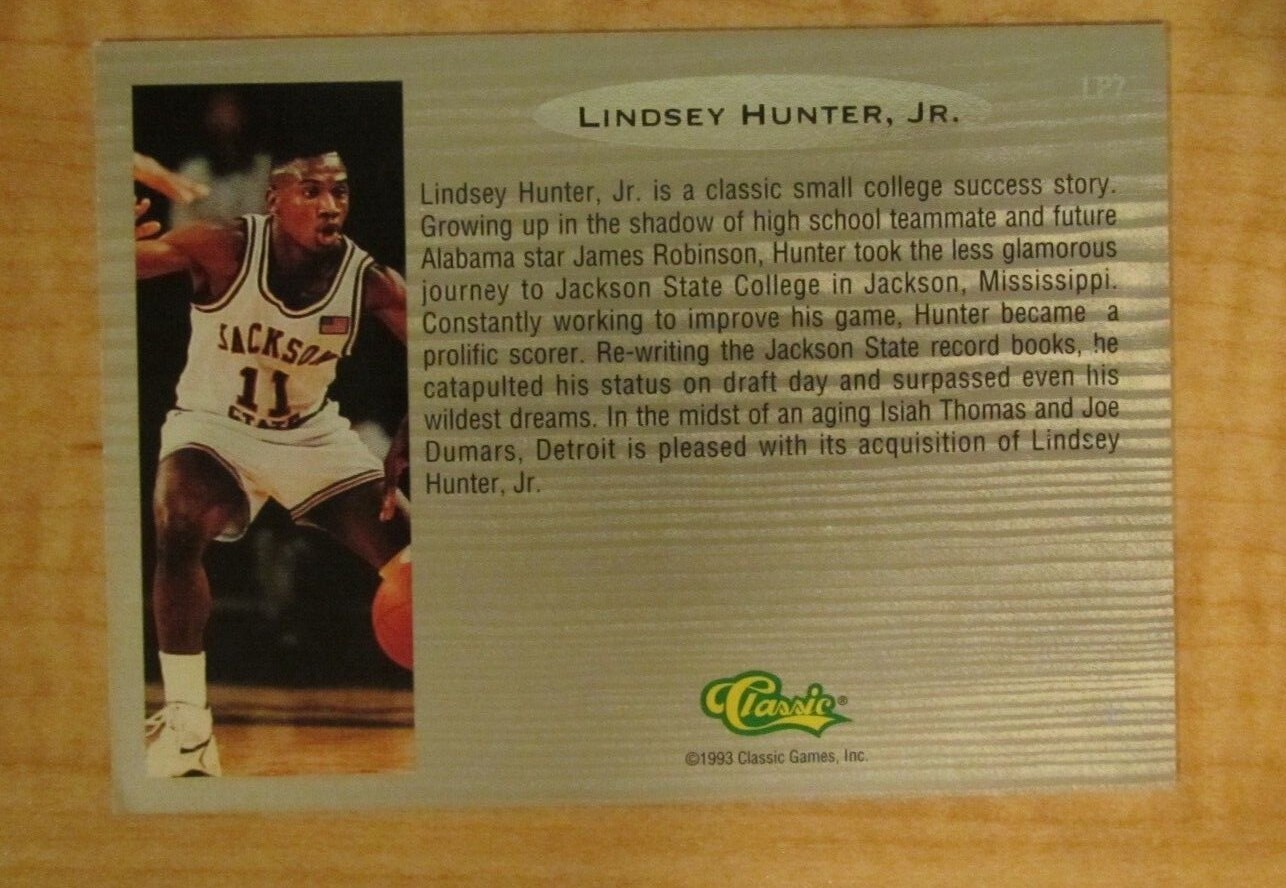 LP7
LINDSEY HUNTER, JR.
Lindsey Hunter, Jr. is a classic small college success story.
Growing up in the shadow of high school teammate and future
Alabama star James Robinson, Hunter took the less glamorous
journey to Jackson State College in Jackson, Mississippi.
Constantly working to improve his game, Hunter became a
prolific scorer. Re-writing the Jackson State record books, he
catapulted his status on draft day and surpassed even his
wildest dreams. In the midst of an aging Isiah Thomas and Joe
Dumars, Detroit is pleased with its acquisition of Lindsey
Hunter, Jr.
JACKSON
11
STATE
Classic®
©1993 Classic Games, Inc.